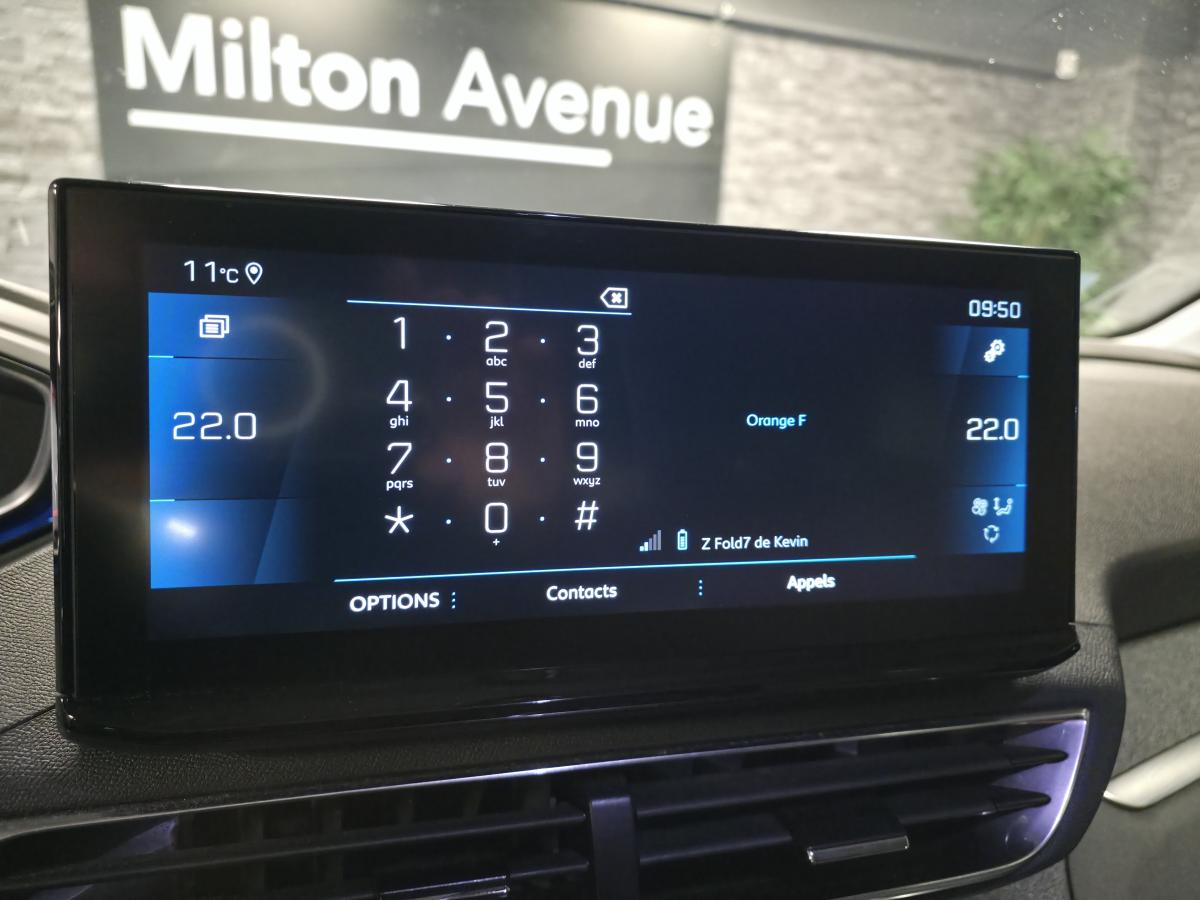 Milton Avenue
11°C
09:50
1 2 3
abc def
4 5 6
ghi jkl mno
22.0
Orange F
22.0
7 8 9
pqrs tuv wxyz
* 0 #
+
Z Fold7 de Kevin
OPTIONS Contacts Appels